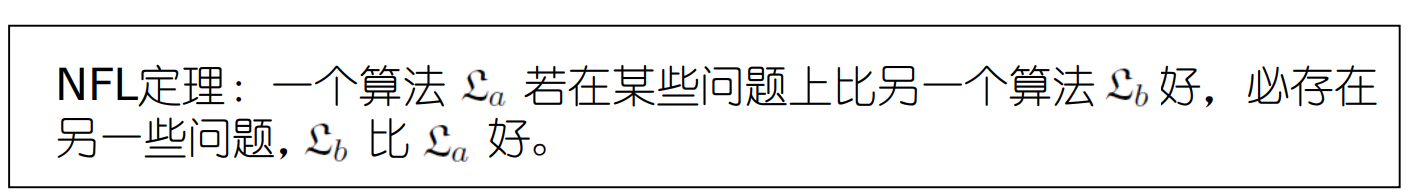 NFL定理：一个算法 𝔏ₐ 若在某些问题上比另一个算法 𝔏_b 好，必存在
另一些问题, 𝔏_b 比 𝔏ₐ 好。